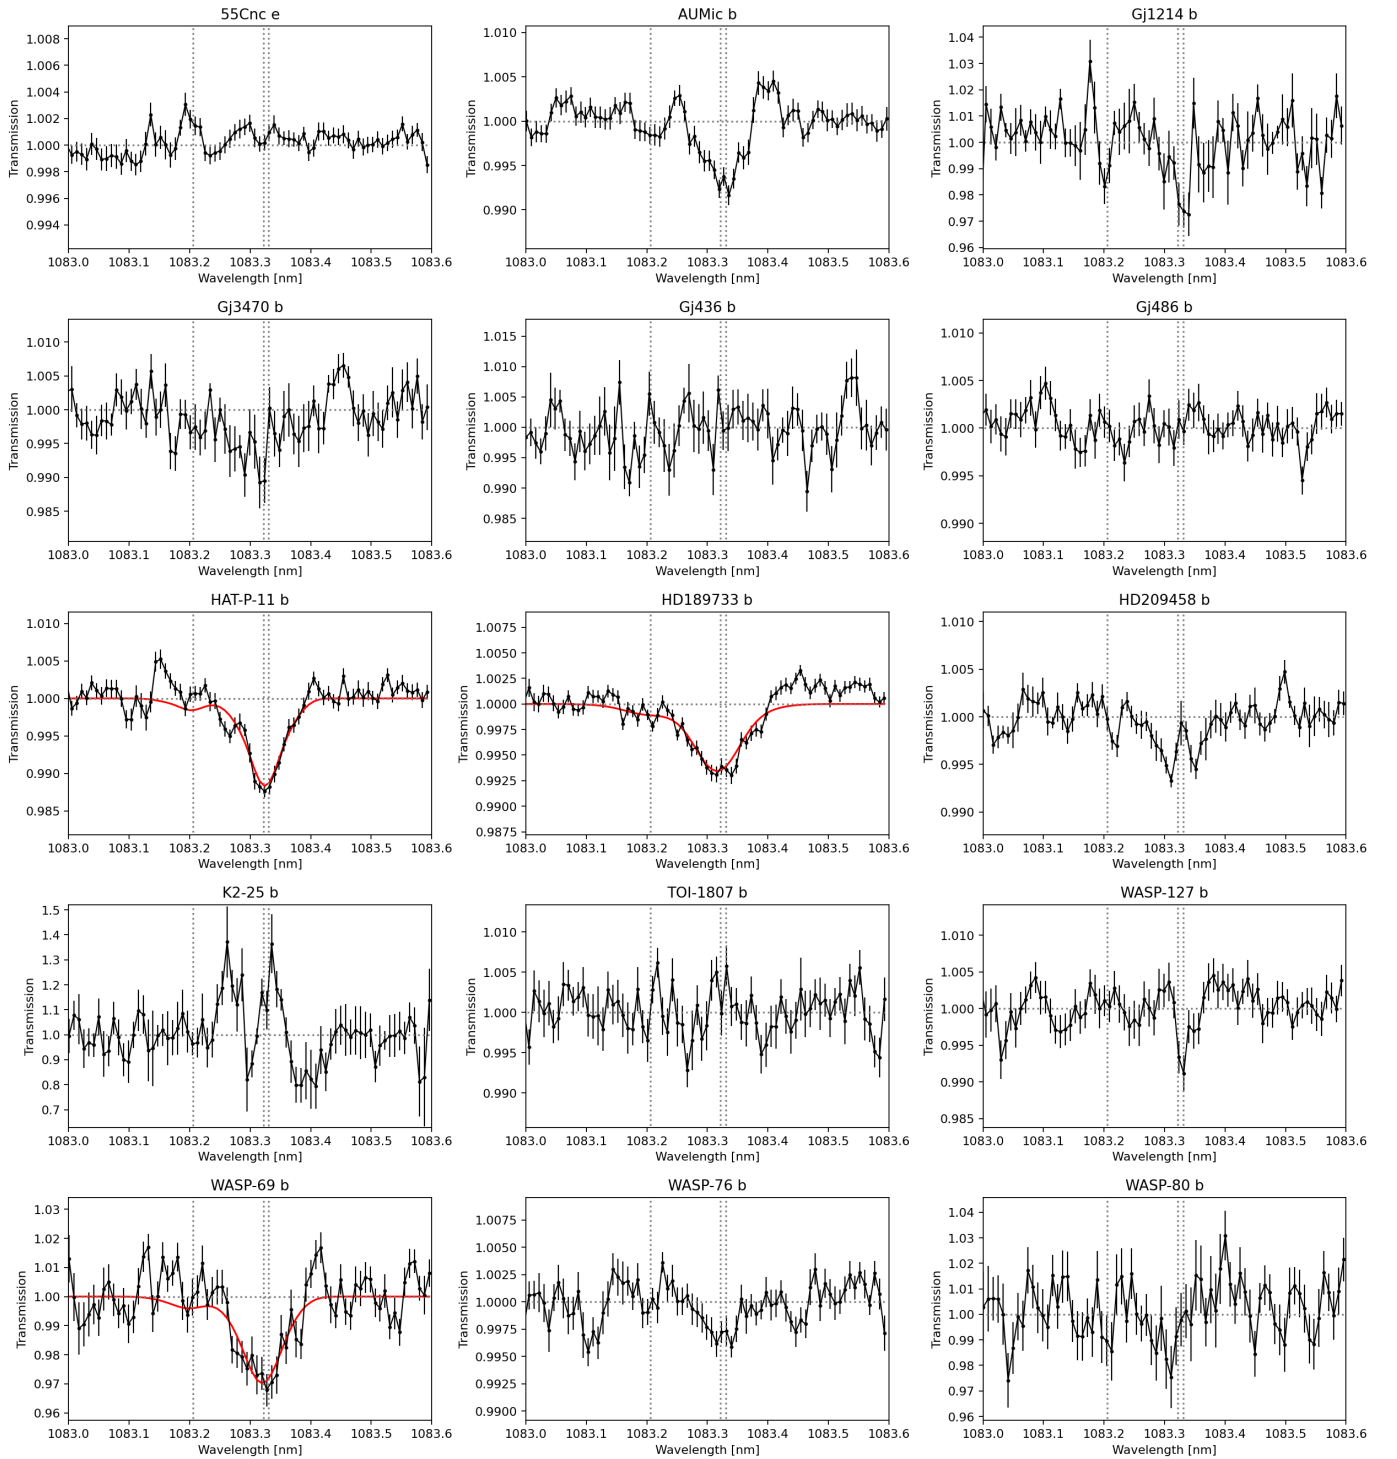 55Cnc e
AUMic b
Gj1214 b
Transmission
1.008
1.006
1.004
1.002
1.000
0.998
0.996
0.994
1083.0 1083.1 1083.2 1083.3 1083.4 1083.5 1083.6
Wavelength [nm]
Transmission
1.010
1.005
1.000
0.995
0.990
1083.0 1083.1 1083.2 1083.3 1083.4 1083.5 1083.6
Wavelength [nm]
Transmission
1.04
1.03
1.02
1.01
1.00
0.99
0.98
0.97
0.96
1083.0 1083.1 1083.2 1083.3 1083.4 1083.5 1083.6
Wavelength [nm]
Gj3470 b
Gj436 b
Gj486 b
Transmission
1.010
1.005
1.000
0.995
0.990
0.985
1083.0 1083.1 1083.2 1083.3 1083.4 1083.5 1083.6
Wavelength [nm]
Transmission
1.015
1.010
1.005
1.000
0.995
0.990
0.985
1083.0 1083.1 1083.2 1083.3 1083.4 1083.5 1083.6
Wavelength [nm]
Transmission
1.010
1.005
1.000
0.995
0.990
1083.0 1083.1 1083.2 1083.3 1083.4 1083.5 1083.6
Wavelength [nm]
HAT-P-11 b
HD189733 b
HD209458 b
Transmission
1.010
1.005
1.000
0.995
0.990
0.985
1083.0 1083.1 1083.2 1083.3 1083.4 1083.5 1083.6
Wavelength [nm]
Transmission
1.0075
1.0050
1.0025
1.0000
0.9975
0.9950
0.9925
0.9900
0.9875
1083.0 1083.1 1083.2 1083.3 1083.4 1083.5 1083.6
Wavelength [nm]
Transmission
1.010
1.005
1.000
0.995
0.990
1083.0 1083.1 1083.2 1083.3 1083.4 1083.5 1083.6
Wavelength [nm]
K2-25 b
TOI-1807 b
WASP-127 b
Transmission
1.5
1.4
1.3
1.2
1.1
1.0
0.9
0.8
0.7
1083.0 1083.1 1083.2 1083.3 1083.4 1083.5 1083.6
Wavelength [nm]
Transmission
1.010
1.005
1.000
0.995
0.990
1083.0 1083.1 1083.2 1083.3 1083.4 1083.5 1083.6
Wavelength [nm]
Transmission
1.010
1.005
1.000
0.995
0.990
0.985
1083.0 1083.1 1083.2 1083.3 1083.4 1083.5 1083.6
Wavelength [nm]
WASP-69 b
WASP-76 b
WASP-80 b
Transmission
1.03
1.02
1.01
1.00
0.99
0.98
0.97
0.96
1083.0 1083.1 1083.2 1083.3 1083.4 1083.5 1083.6
Wavelength [nm]
Transmission
1.0075
1.0050
1.0025
1.0000
0.9975
0.9950
0.9925
0.9900
1083.0 1083.1 1083.2 1083.3 1083.4 1083.5 1083.6
Wavelength [nm]
Transmission
1.04
1.03
1.02
1.01
1.00
0.99
0.98
0.97
0.96
1083.0 1083.1 1083.2 1083.3 1083.4 1083.5 1083.6
Wavelength [nm]